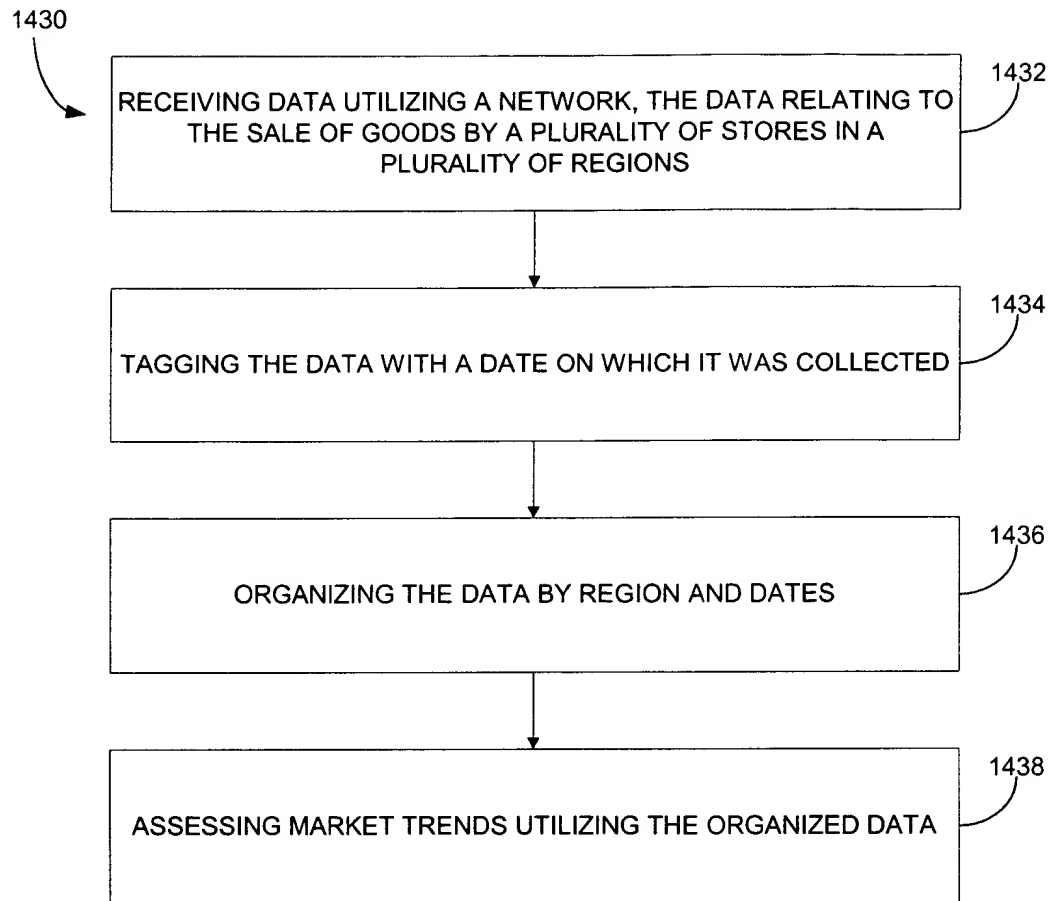 1430
1432
RECEIVING DATA UTILIZING A NETWORK, THE DATA RELATING TO
THE SALE OF GOODS BY A PLURALITY OF STORES IN A
PLURALITY OF REGIONS
1434
TAGGING THE DATA WITH A DATE ON WHICH IT WAS COLLECTED
1436
ORGANIZING THE DATA BY REGION AND DATES
1438
ASSESSING MARKET TRENDS UTILIZING THE ORGANIZED DATA